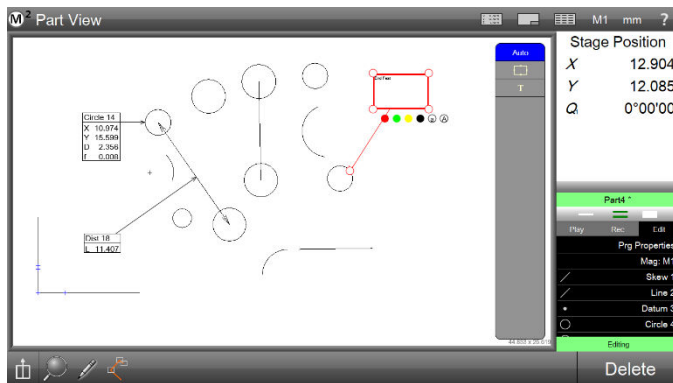 M² Part View
M1 mm ?
Stage Position
X 12.904
Y 12.085
Q 0°00'00
Auto
T
Circle 14
X 10.974
Y 15.599
D 2.356
r 0.008
Dist 18
L 11.407
A
Part4 *
Play Rec Edit
Prg Properties
Mag: M1
Skew 1
Line 2
Datum 3
Circle 4
Editing
Delete